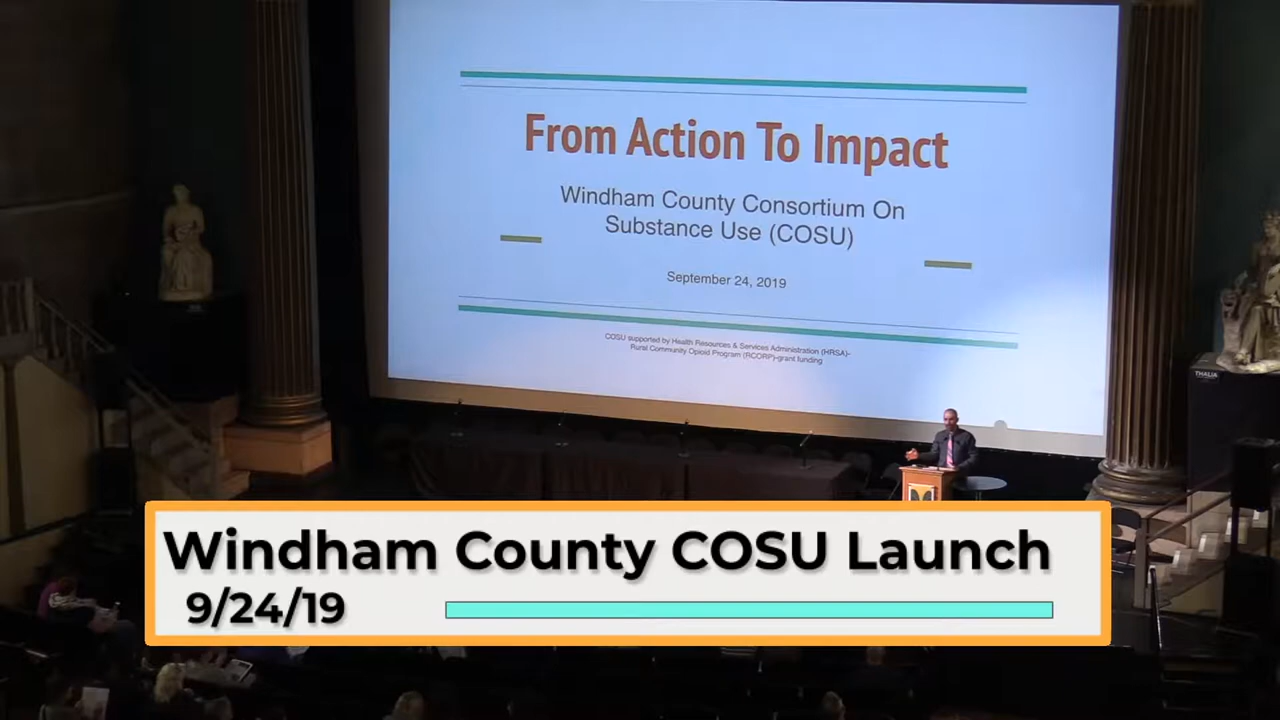 From Action To Impact
Windham County Consortium On
Substance Use (COSU)
September 24, 2019
COSU supported by Health Resources & Services Administration (HRSA)-
Rural Community Opioid Program (RCORP)-grant funding
THALIA
Windham County COSU Launch
9/24/19